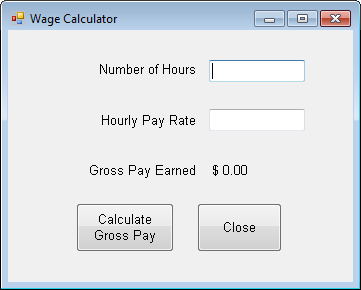 Wage Calculator
Number of Hours
Hourly Pay Rate
Gross Pay Earned $ 0.00
Calculate
Gross Pay
Close